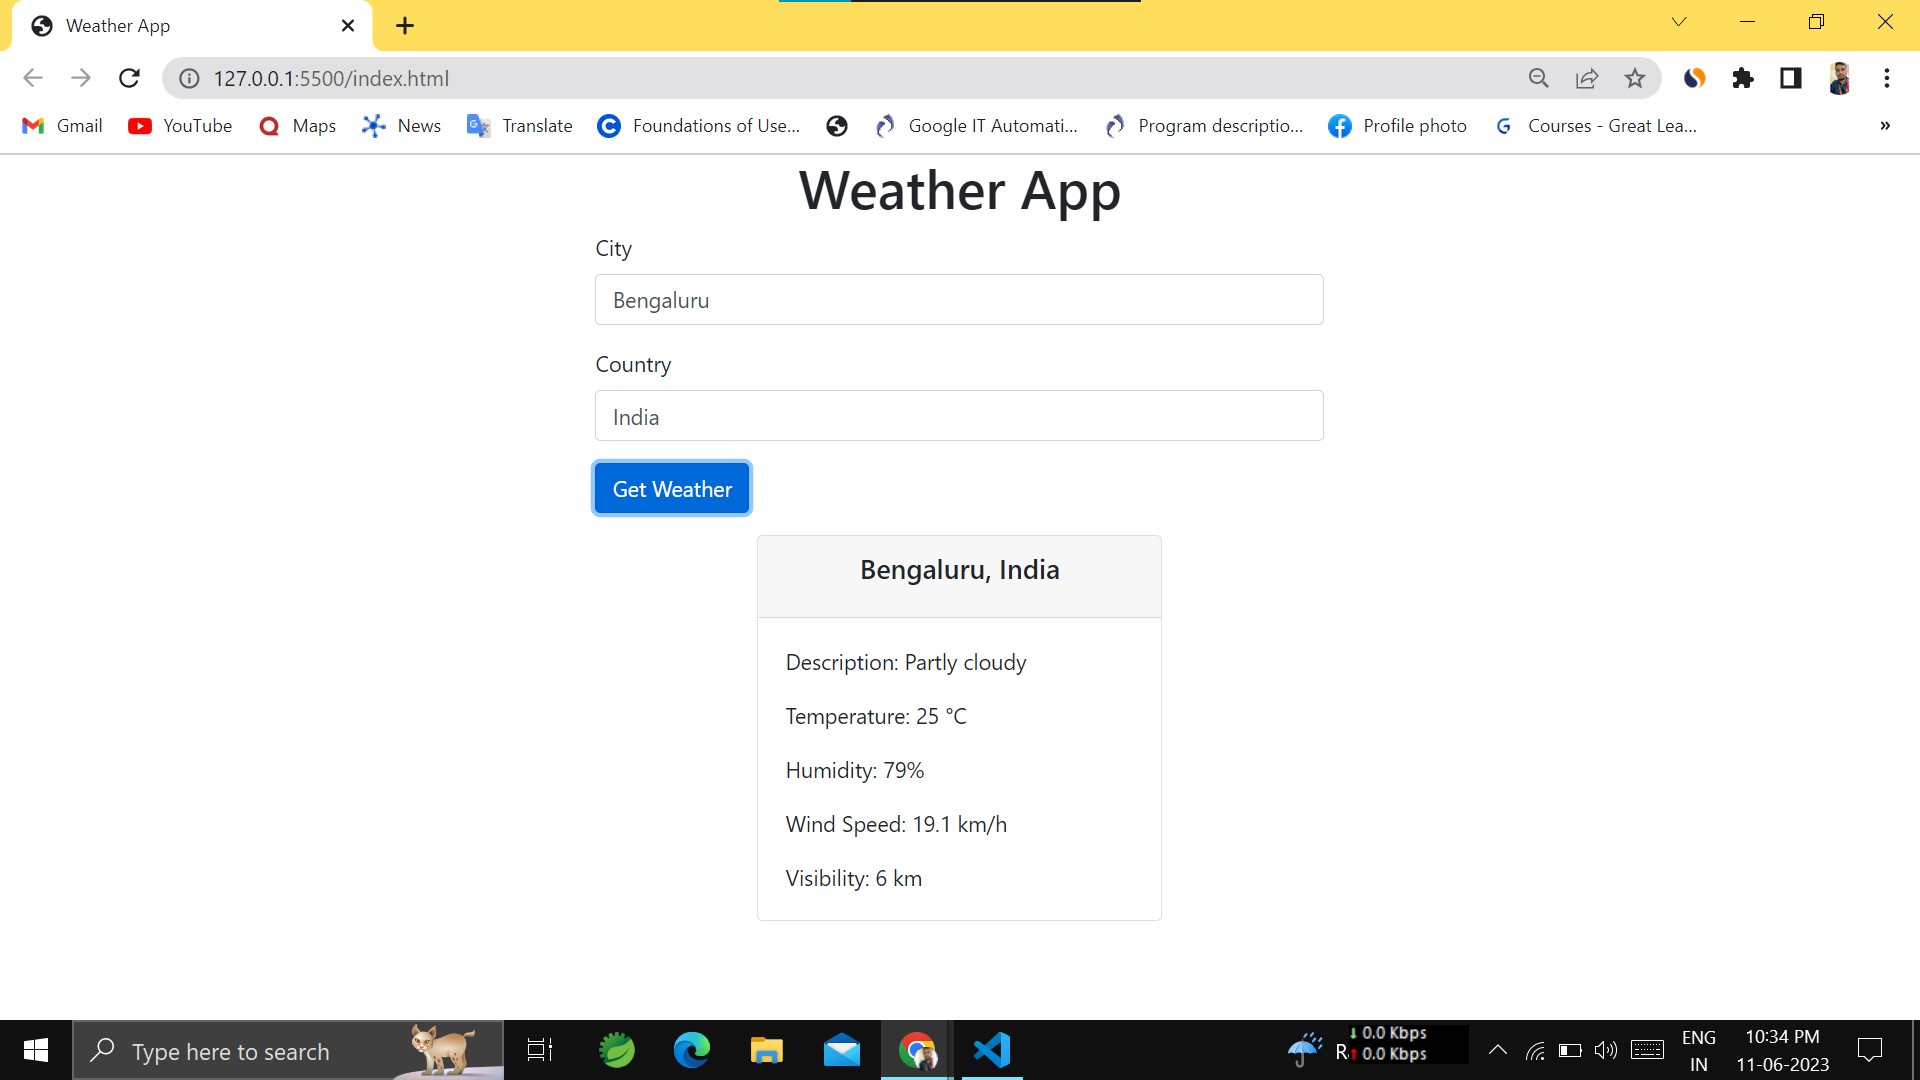 Weather App
127.0.0.1:5500/index.html
Gmail YouTube Maps News Translate Foundations of Use... Google IT Automati... Program descriptio... Profile photo Courses - Great Lea... »
Weather App
City
Bengaluru
Country
India
Get Weather
Bengaluru, India
Description: Partly cloudy
Temperature: 25 °C
Humidity: 79%
Wind Speed: 19.1 km/h
Visibility: 6 km
Type here to search
0.0 Kbps
0.0 Kbps
ENG
IN
10:34 PM
11-06-2023